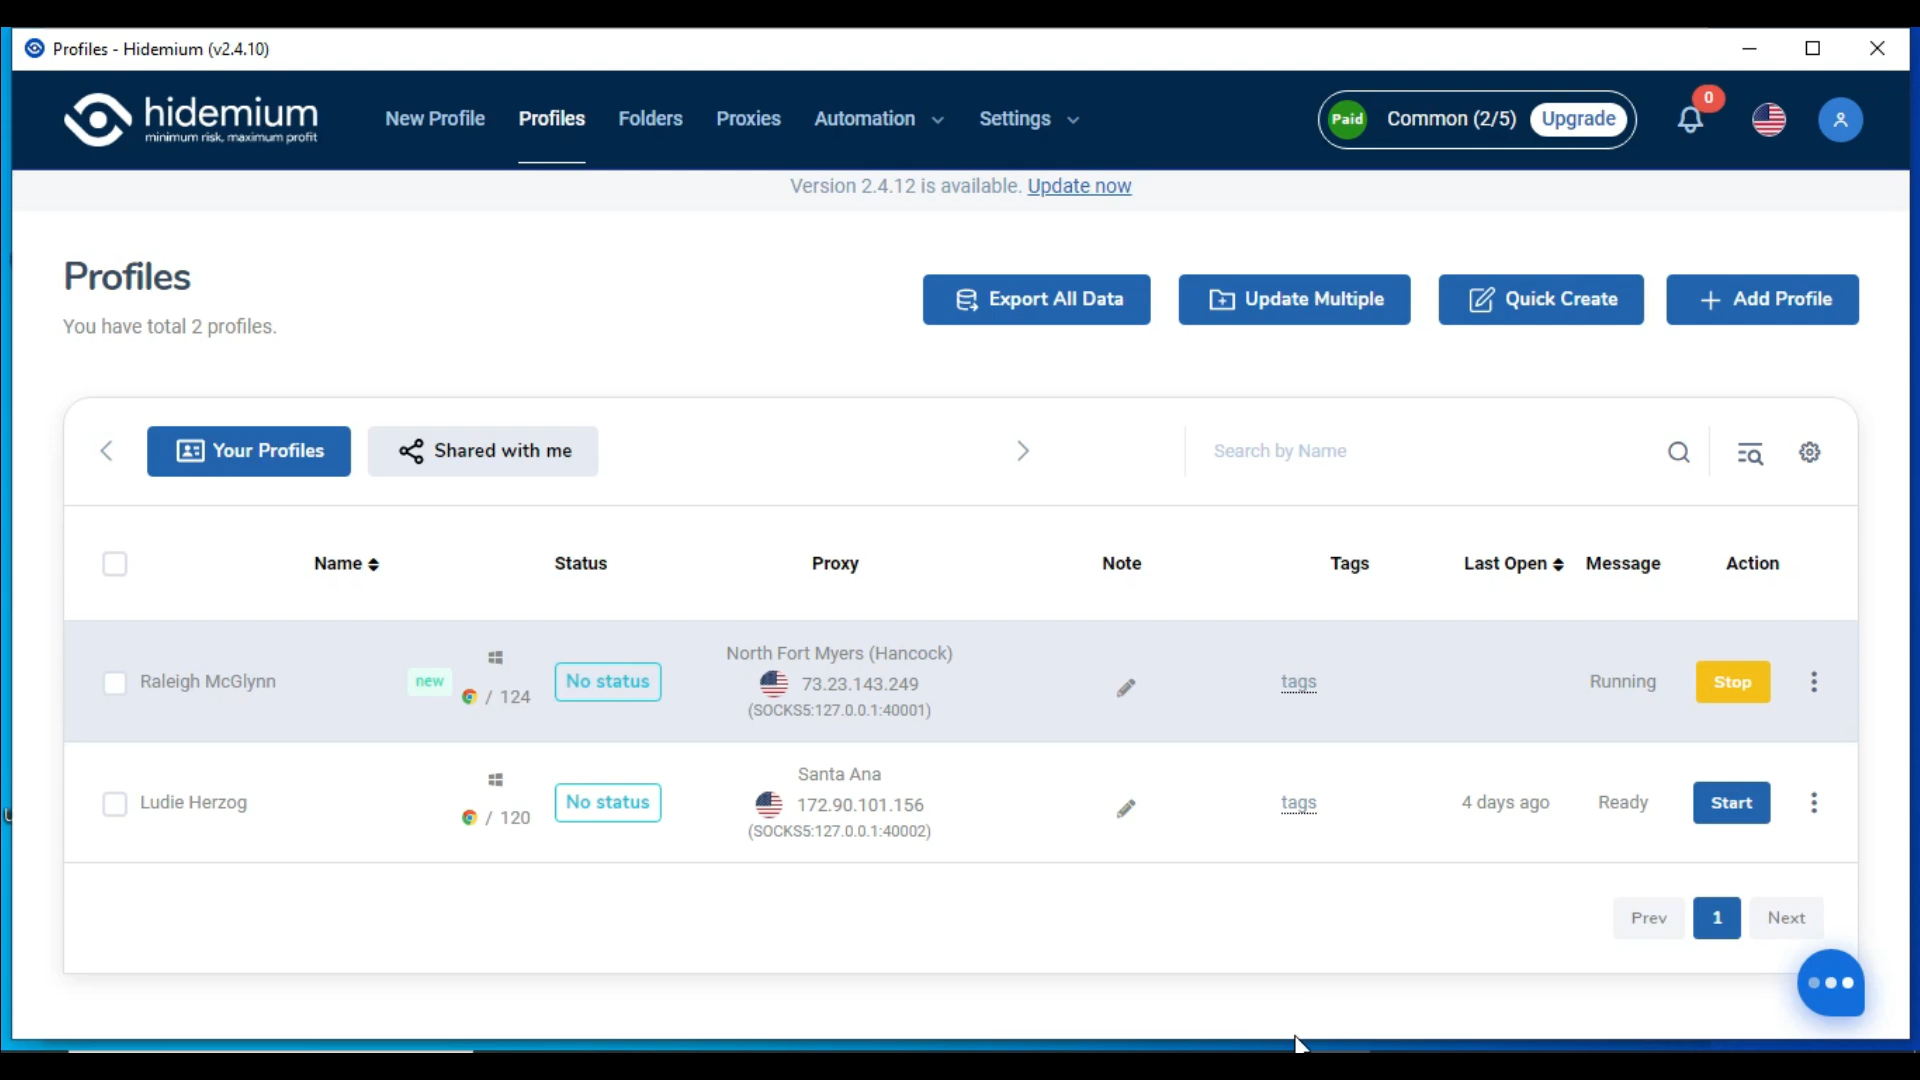 Profiles - Hidemium (v2.4.10)
hidemium
minimum risk, maximum profit
New Profile Profiles Folders Proxies Automation Settings
Paid Common (2/5) Upgrade
0
Version 2.4.12 is available. Update now
Profiles
You have total 2 profiles.
Export All Data Update Multiple Quick Create Add Profile
Your Profiles Shared with me Search by Name
Name Status Proxy Note Tags Last Open Message Action
Raleigh McGlynn new / 124 No status
North Fort Myers (Hancock)
73.23.143.249
(SOCKS5:127.0.0.1:40001)
tags Running Stop
Ludie Herzog / 120 No status
Santa Ana
172.90.101.156
(SOCKS5:127.0.0.1:40002)
tags 4 days ago Ready Start
Prev 1 Next